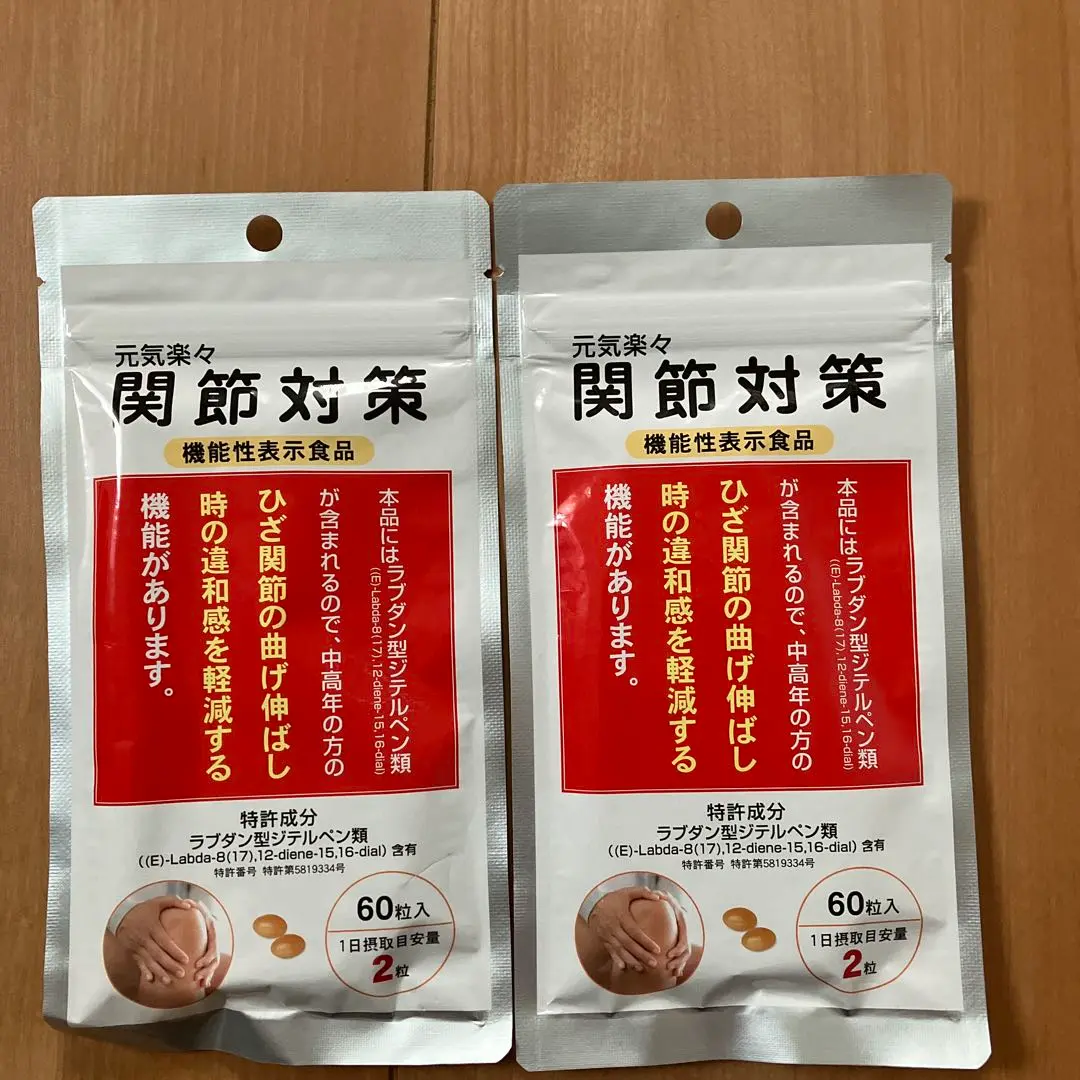 元気楽々
関節対策
機能性表示食品
本品にはラブダン型ジテルペン類
((E)-Labda-8(17),12-diene-15,16-dial)
が含まれるので、中高年の方の
ひざ関節の曲げ伸ばし
時の違和感を軽減する
機能があります。
特許成分
ラブダン型ジテルペン類
((E)-Labda-8(17),12-diene-15,16-dial) 含有
特許番号 特許第5819334号
60粒入
1日摂取目安量
2粒
元気楽々
関節対策
機能性表示食品
本品にはラブダン型ジテルペン類
((E)-Labda-8(17),12-diene-15,16-dial)
が含まれるので、中高年の方の
ひざ関節の曲げ伸ばし
時の違和感を軽減する
機能があります。
特許成分
ラブダン型ジテルペン類
((E)-Labda-8(17),12-diene-15,16-dial) 含有
特許番号 特許第5819334号
60粒入
1日摂取目安量
2粒